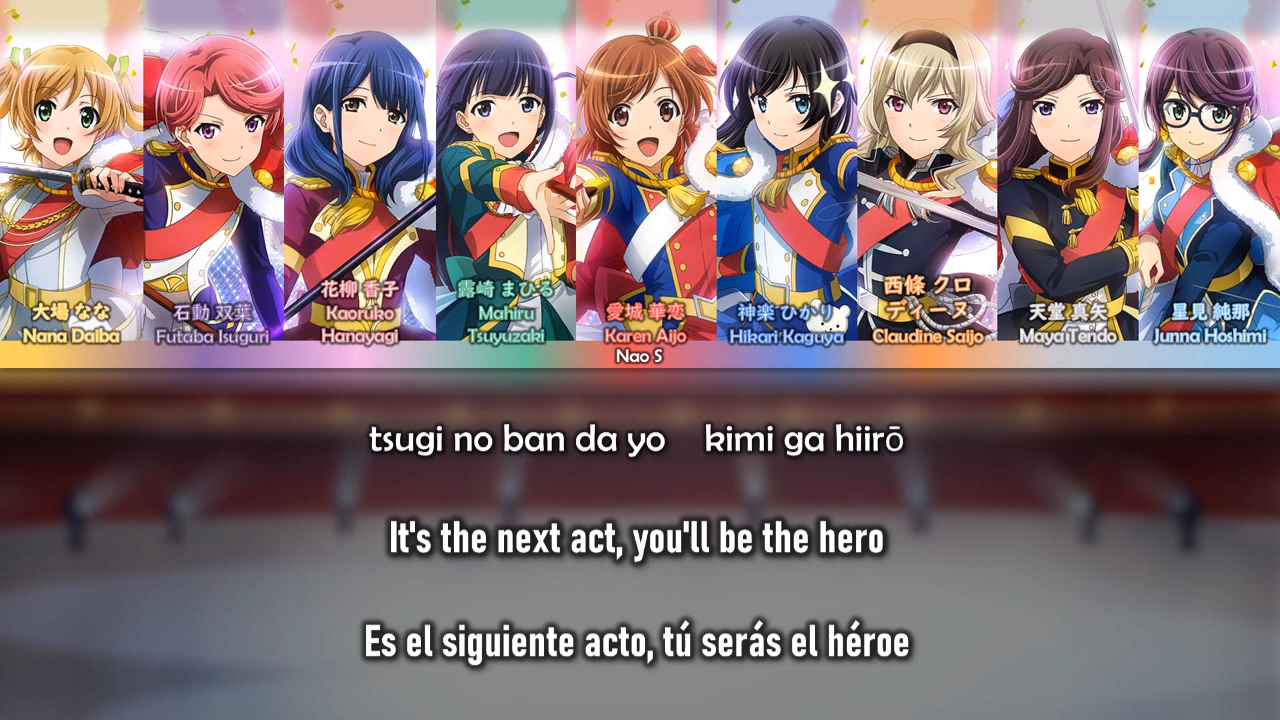 大場 なな
Nana Daiba
石動 双葉
Futaba Isuguri
花柳 香子
Kaoruko
Hanayagi
露崎 まひる
Mahiru
Tsuyuzaki
愛城 華恋
Karen Aijo
神楽 ひかり
Hikari Kaguya
西條 クロ
ディーヌ
Claudine Saijo
天堂 真矢
Maya Tendo
星見 純那
Junna Hoshimi
Nao S
tsugi no ban da yo kimi ga hiirō
It's the next act, you'll be the hero
Es el siguiente acto, tú serás el héroe